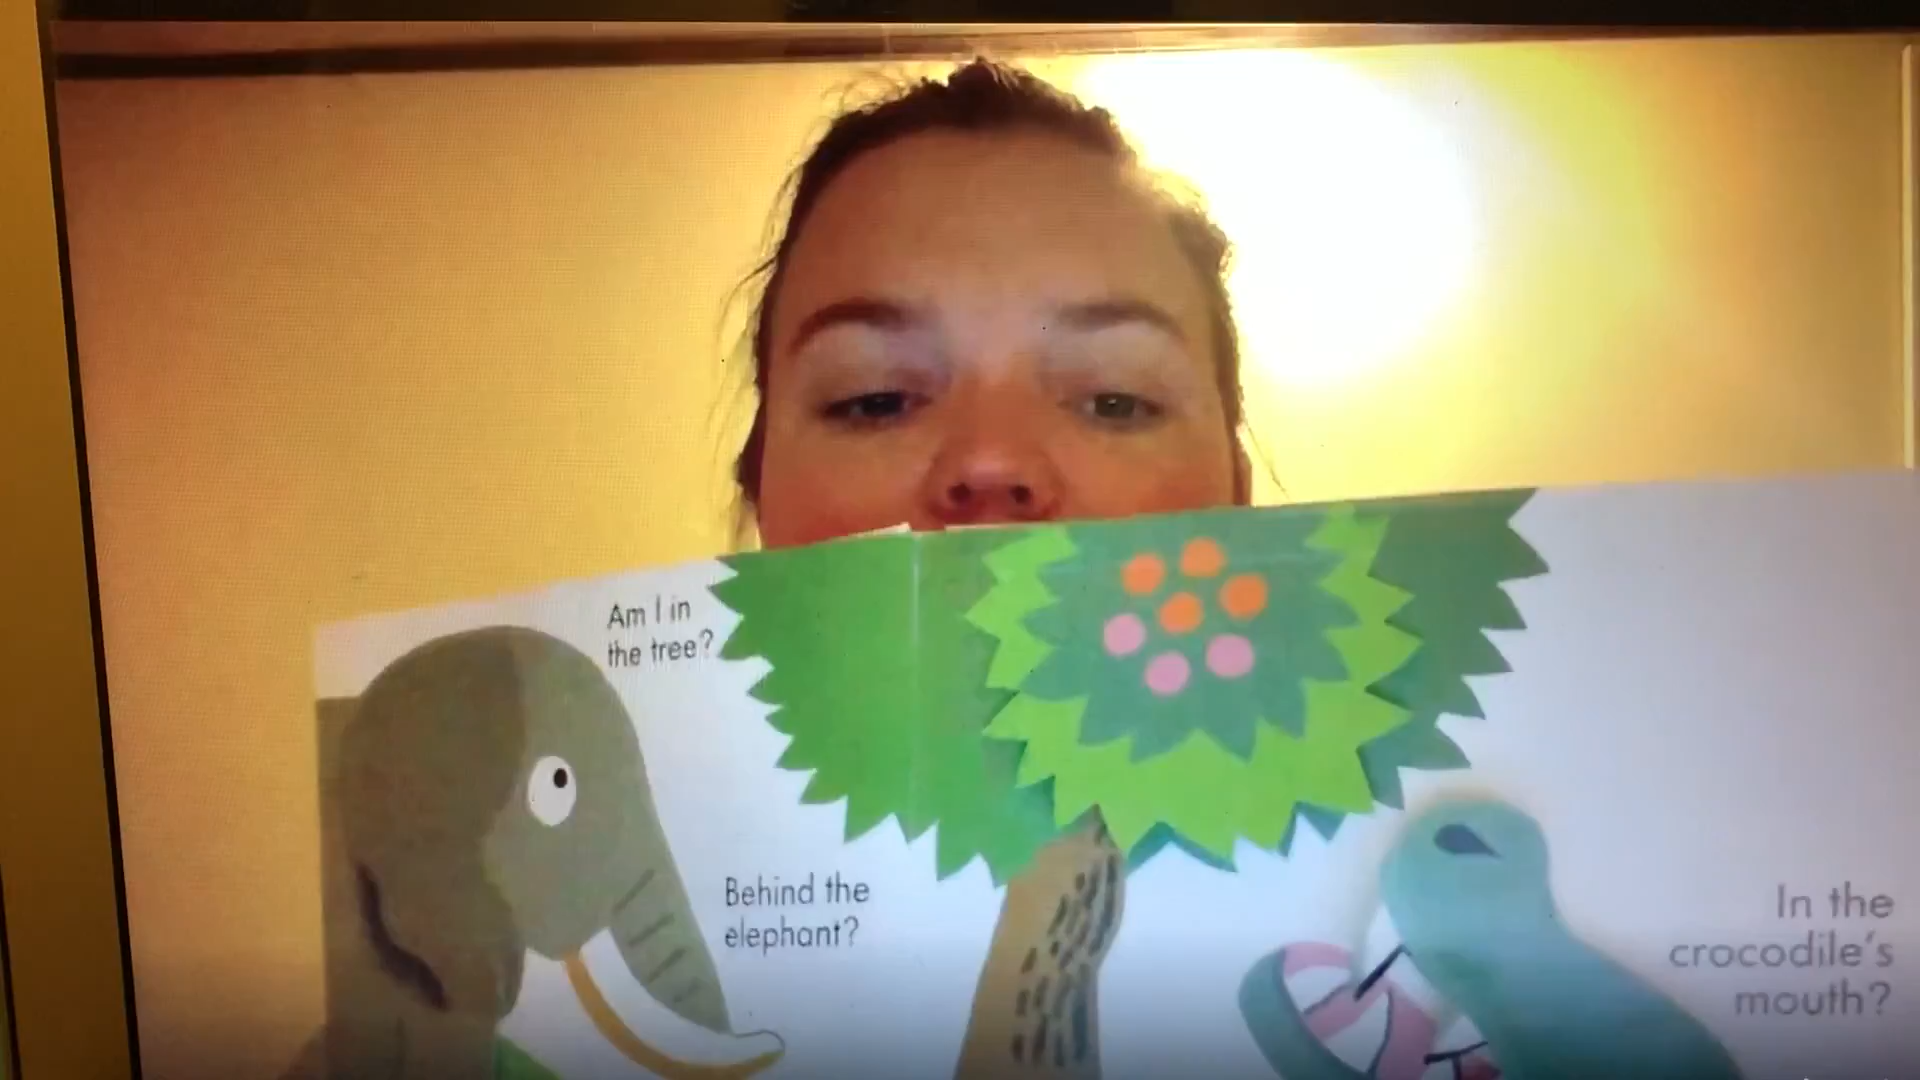 Am I in
the tree?
Behind the
elephant?
In the
crocodile's
mouth?